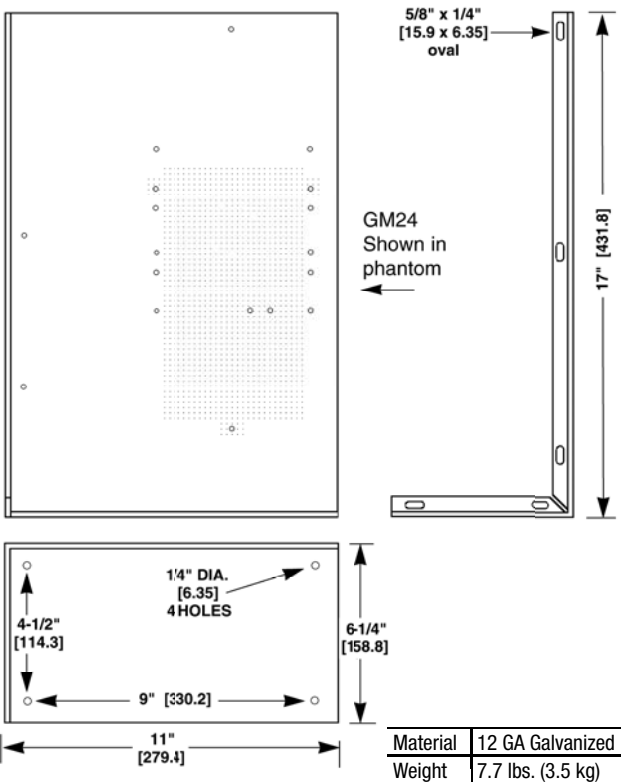 5/8" x 1/4"
[15.9 x 6.35]
oval
GM24
Shown in
phantom
17" [431.8]
1/4" DIA.
[6.35]
4 HOLES
4-1/2"
[114.3]
6-1/4"
[158.8]
9" [330.2]
11"
[279.4]
Material 12 GA Galvanized
Weight 7.7 lbs. (3.5 kg)